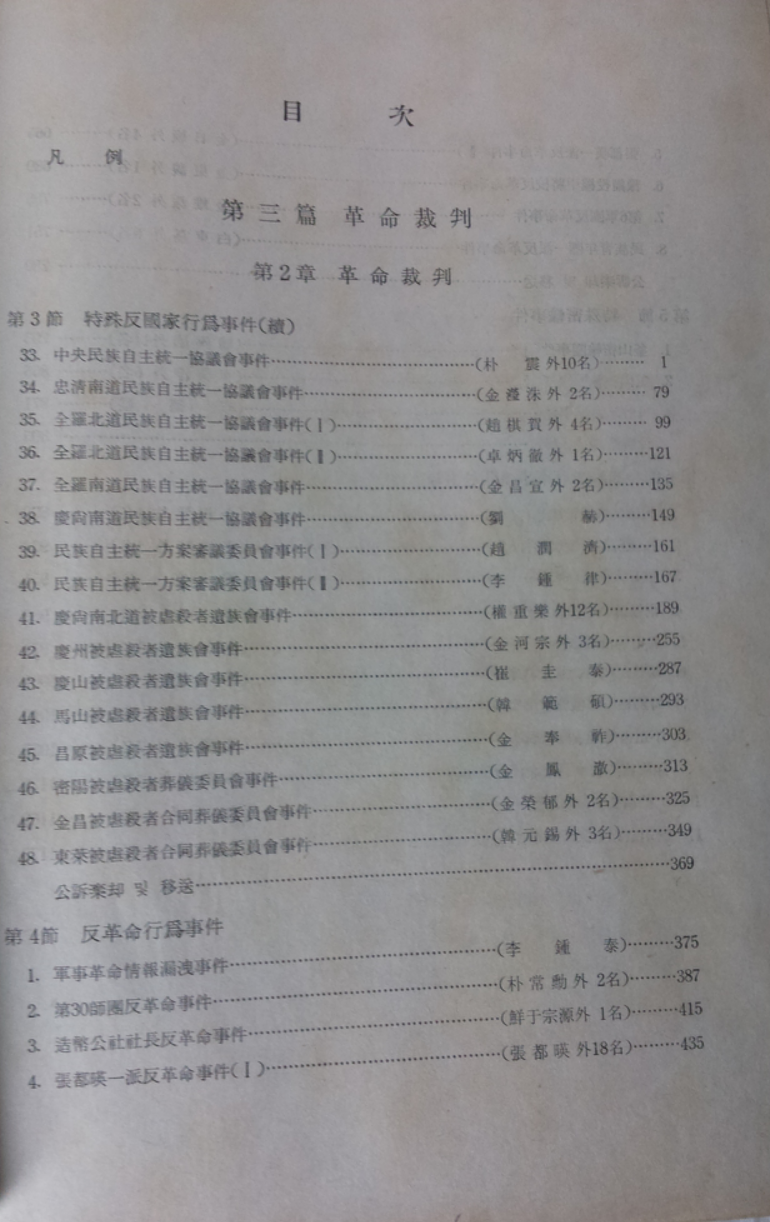 目 次
凡 例
第三篇 革命裁判
第2章 革命裁判
第3節 特殊反國家行爲事件(續)
33. 中央民族自主統一協議會事件………(朴 震外10名)……… 1
34. 忠淸南道民族自主統一協議會事件………(金 洙外 2名)……… 79
35. 全羅北道民族自主統一協議會事件(Ⅰ)………(趙棋賀外 4名)……… 99
36. 全羅北道民族自主統一協議會事件(Ⅱ)………(卓炳徹外 1名)………121
37. 全羅南道民族自主統一協議會事件………(金昌宣外 2名)………135
38. 慶尙南道民族自主統一協議會事件………(劉 赫)………149
39. 民族自主統一方案審議委員會事件(Ⅰ)………(趙潤濟)………161
40. 民族自主統一方案審議委員會事件(Ⅱ)………(李鍾律)………167
41. 慶尙南北道被虐殺者遺族會事件………(權重樂外12名)………189
42. 慶州被虐殺者遺族會事件………(金河宗外 3名)………255
43. 慶山被虐殺者遺族會事件………(崔圭泰)………287
44. 馬山被虐殺者遺族會事件………(韓範碩)………293
45. 昌原被虐殺者遺族會事件………(金奉祚)………303
46. 密陽被虐殺者葬儀委員會事件………(金鳳澈)………313
47. 金昌被虐殺者合同葬儀委員會事件………(金榮郁外 2名)………325
48. 東萊被虐殺者合同葬儀委員會事件………(韓元錫外 3名)………349
公訴棄却 및 移送………369
第4節 反革命行爲事件
1. 軍事革命情報漏洩事件………(李鍾泰)………375
2. 第30師團反革命事件………(朴常勳外 2名)………387
3. 造幣公社社長反革命事件………(鮮于宗源外 1名)………415
4. 張都暎一派反革命事件(Ⅰ)………(張都暎外18名)………435